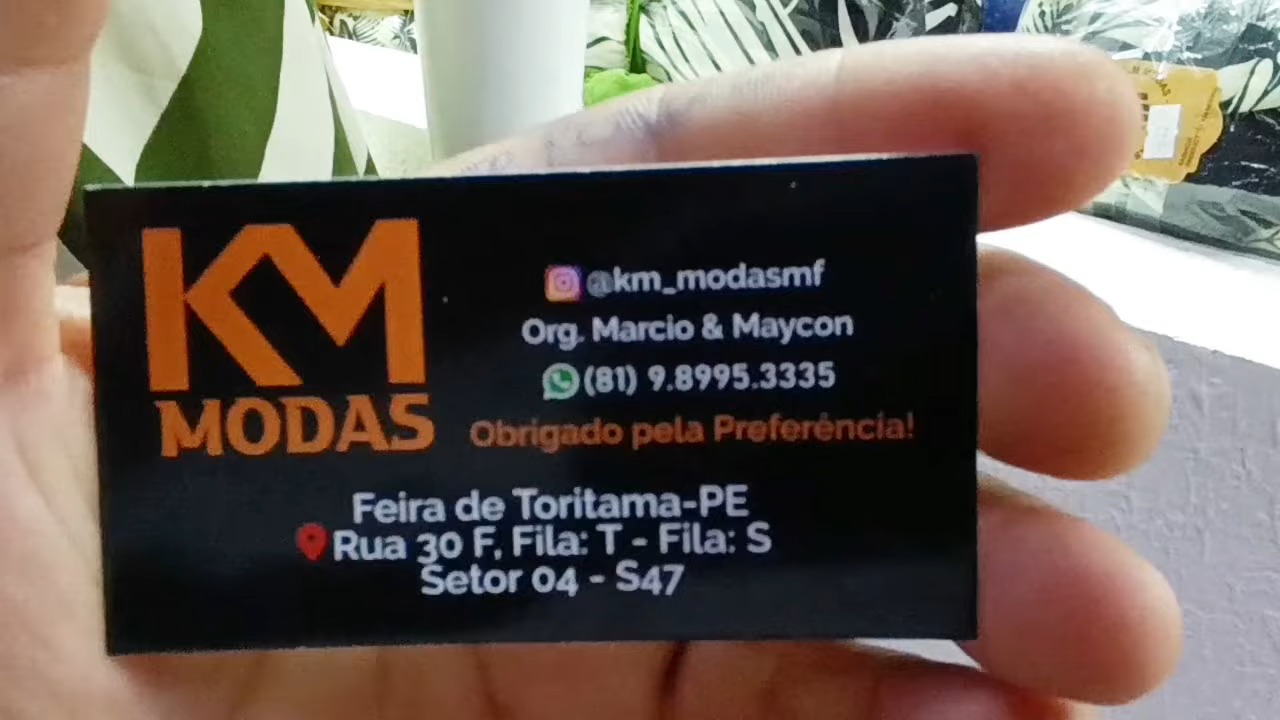 KM
MODAS
@km_modasmf
Org. Marcio & Maycon
(81) 9.8995.3335
Obrigado pela Preferência!
Feira de Toritama-PE
Rua 30 F, Fila: T - Fila: S
Setor 04 - S47